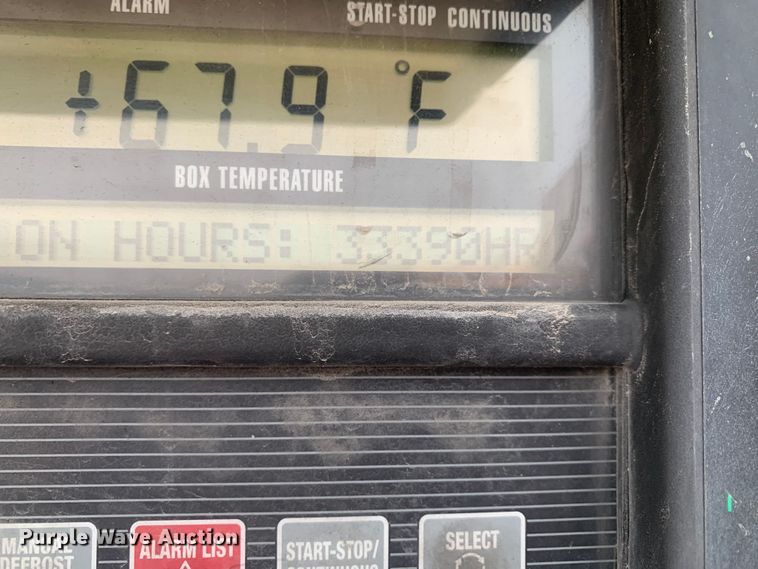 ALARM START-STOP CONTINUOUS
+67.9 °F
BOX TEMPERATURE
ON HOURS: 33390HR
MANUAL DEFROST
ALARM LIST
START-STOP/
CONTINUOUS
SELECT
Purple Wave Auction